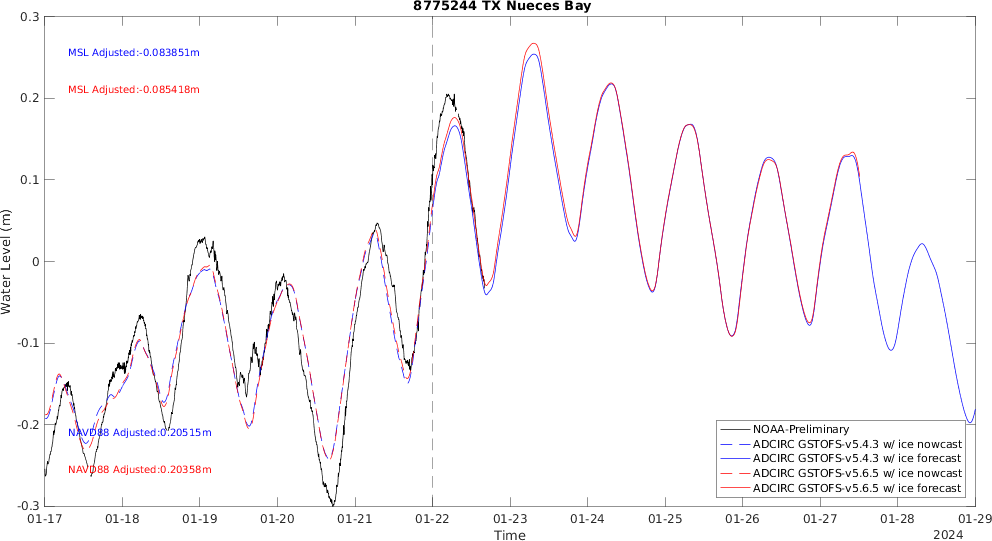 8775244 TX Nueces Bay
MSL Adjusted:-0.083851m
MSL Adjusted:-0.085418m
NAVD88 Adjusted:0.20515m
NAVD88 Adjusted:0.20358m
Water Level (m)
0.3
0.2
0.1
0
-0.1
-0.2
-0.3
NOAA-Preliminary
ADCIRC GSTOFS-v5.4.3 w/ ice nowcast
ADCIRC GSTOFS-v5.4.3 w/ ice forecast
ADCIRC GSTOFS-v5.6.5 w/ ice nowcast
ADCIRC GSTOFS-v5.6.5 w/ ice forecast
01-17 01-18 01-19 01-20 01-21 01-22 01-23 01-24 01-25 01-26 01-27 01-28 01-29
Time
2024